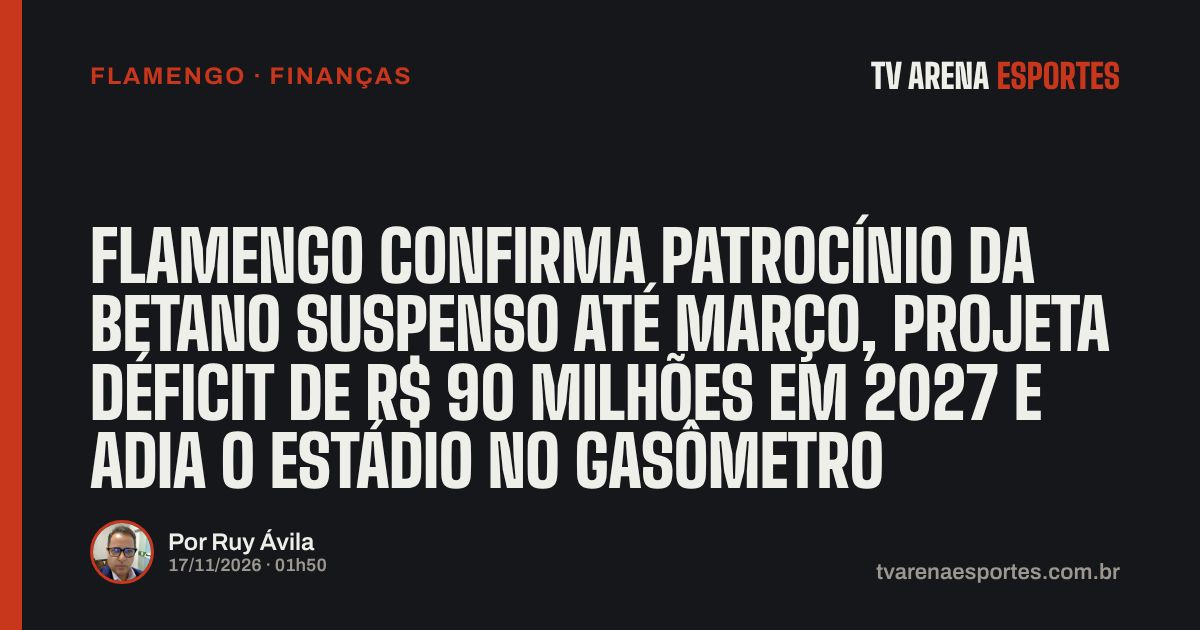 FLAMENGO · FINANÇAS
TV ARENA ESPORTES
FLAMENGO CONFIRMA PATROCÍNIO DA
BETANO SUSPENSO ATÉ MARÇO, PROJETA
DÉFICIT DE R$ 90 MILHÕES EM 2027 E
ADIA O ESTÁDIO NO GASÔMETRO
Por Ruy Ávila
17/11/2026 · 01h50
tvarenaesportes.com.br